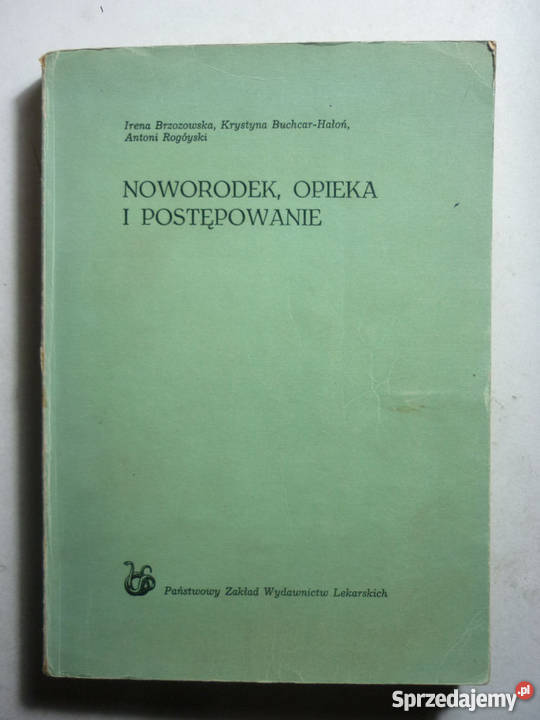 Irena Brzozowska, Krystyna Buchcar-Hałoń,
Antoni Rogóyski
NOWORODEK, OPIEKA
I POSTĘPOWANIE
Państwowy Zakład Wydawnictw Lekarskich
Sprzedajemy.pl